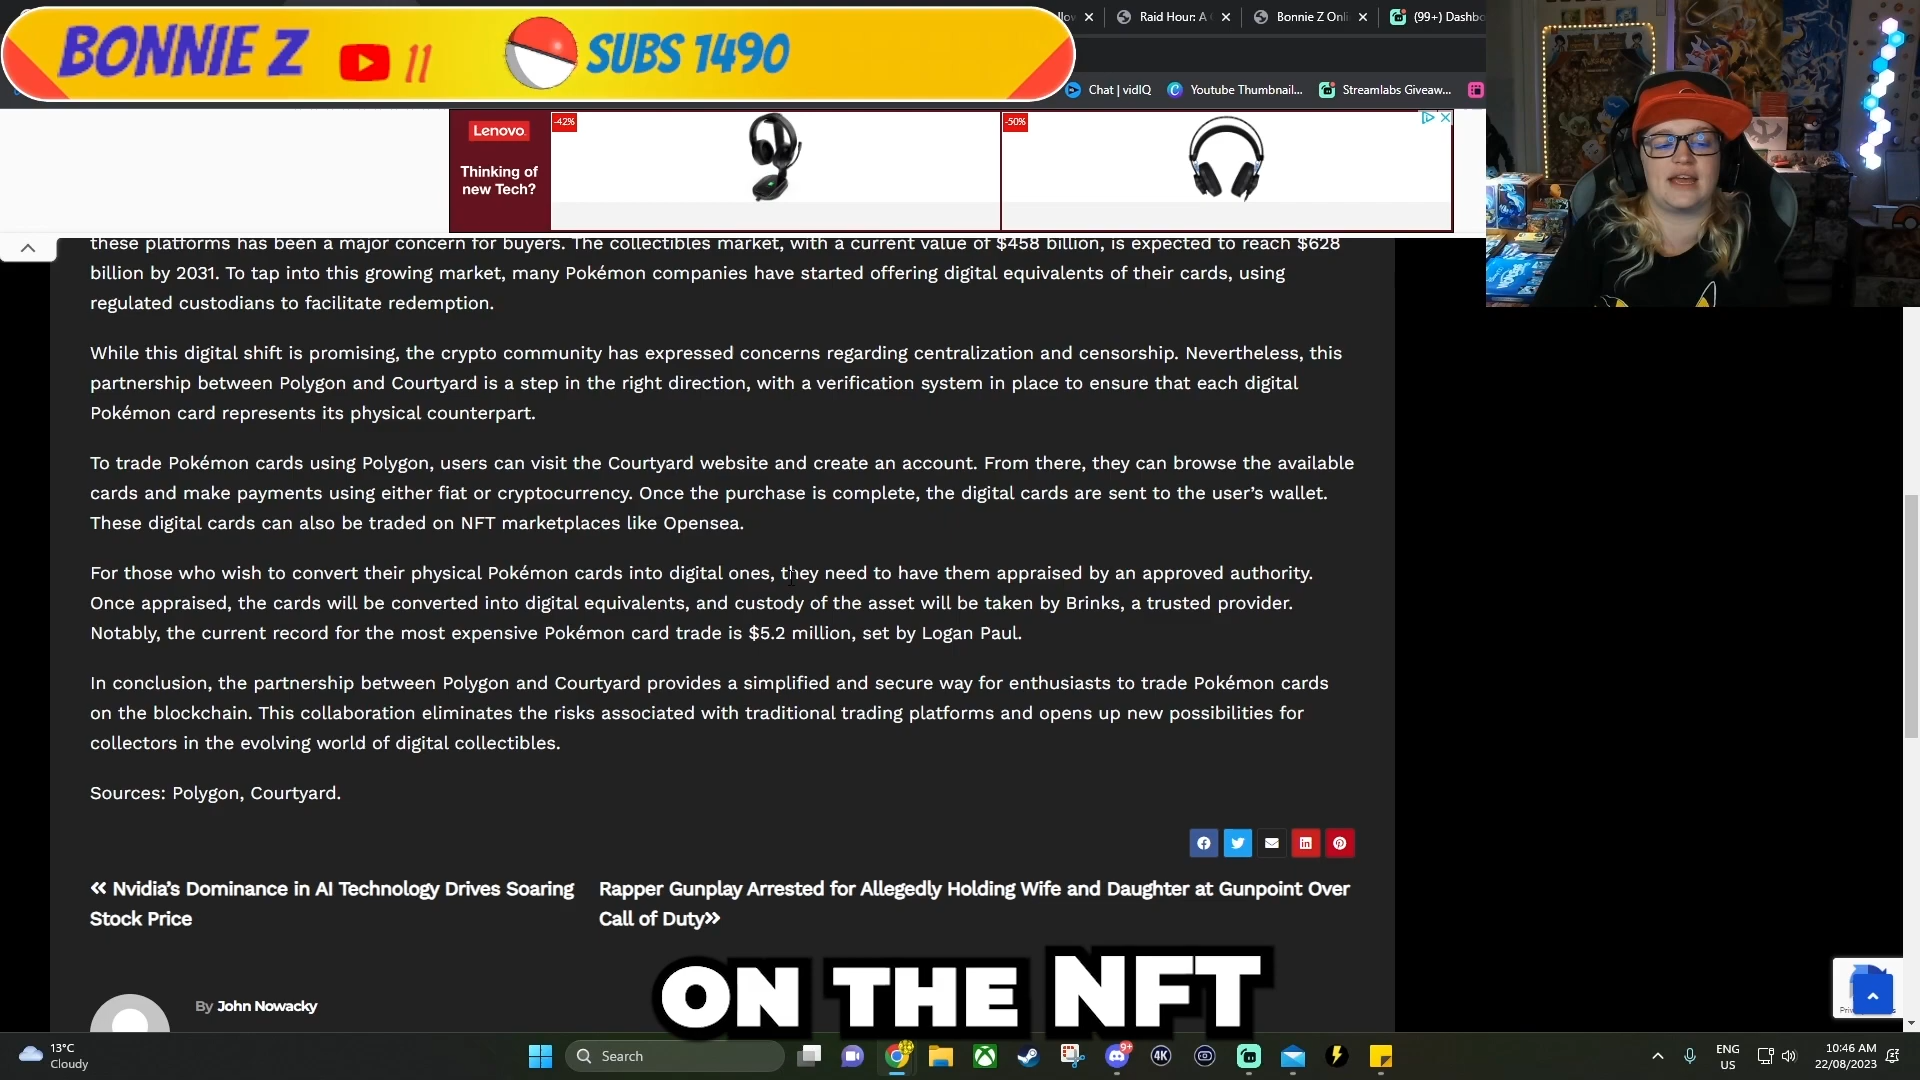 BONNIE Z
11
SUBS 1490
Raid Hour: A
Bonnie Z Onli
(99+) Dashbo
Chat | vidIQ
Youtube Thumbnail...
Streamlabs Giveaw...
Lenovo
Thinking of
new Tech?
-42%
-50%
these platforms has been a major concern for buyers. The collectibles market, with a current value of $458 billion, is expected to reach $628
billion by 2031. To tap into this growing market, many Pokémon companies have started offering digital equivalents of their cards, using
regulated custodians to facilitate redemption.
While this digital shift is promising, the crypto community has expressed concerns regarding centralization and censorship. Nevertheless, this
partnership between Polygon and Courtyard is a step in the right direction, with a verification system in place to ensure that each digital
Pokémon card represents its physical counterpart.
To trade Pokémon cards using Polygon, users can visit the Courtyard website and create an account. From there, they can browse the available
cards and make payments using either fiat or cryptocurrency. Once the purchase is complete, the digital cards are sent to the user’s wallet.
These digital cards can also be traded on NFT marketplaces like Opensea.
For those who wish to convert their physical Pokémon cards into digital ones, they need to have them appraised by an approved authority.
Once appraised, the cards will be converted into digital equivalents, and custody of the asset will be taken by Brinks, a trusted provider.
Notably, the current record for the most expensive Pokémon card trade is $5.2 million, set by Logan Paul.
In conclusion, the partnership between Polygon and Courtyard provides a simplified and secure way for enthusiasts to trade Pokémon cards
on the blockchain. This collaboration eliminates the risks associated with traditional trading platforms and opens up new possibilities for
collectors in the evolving world of digital collectibles.
Sources: Polygon, Courtyard.
« Nvidia’s Dominance in AI Technology Drives Soaring
Stock Price
Rapper Gunplay Arrested for Allegedly Holding Wife and Daughter at Gunpoint Over
Call of Duty»
ON THE NFT
By John Nowacky
13°C
Cloudy
Search
9+
4K
ENG
US
10:46 AM
22/08/2023